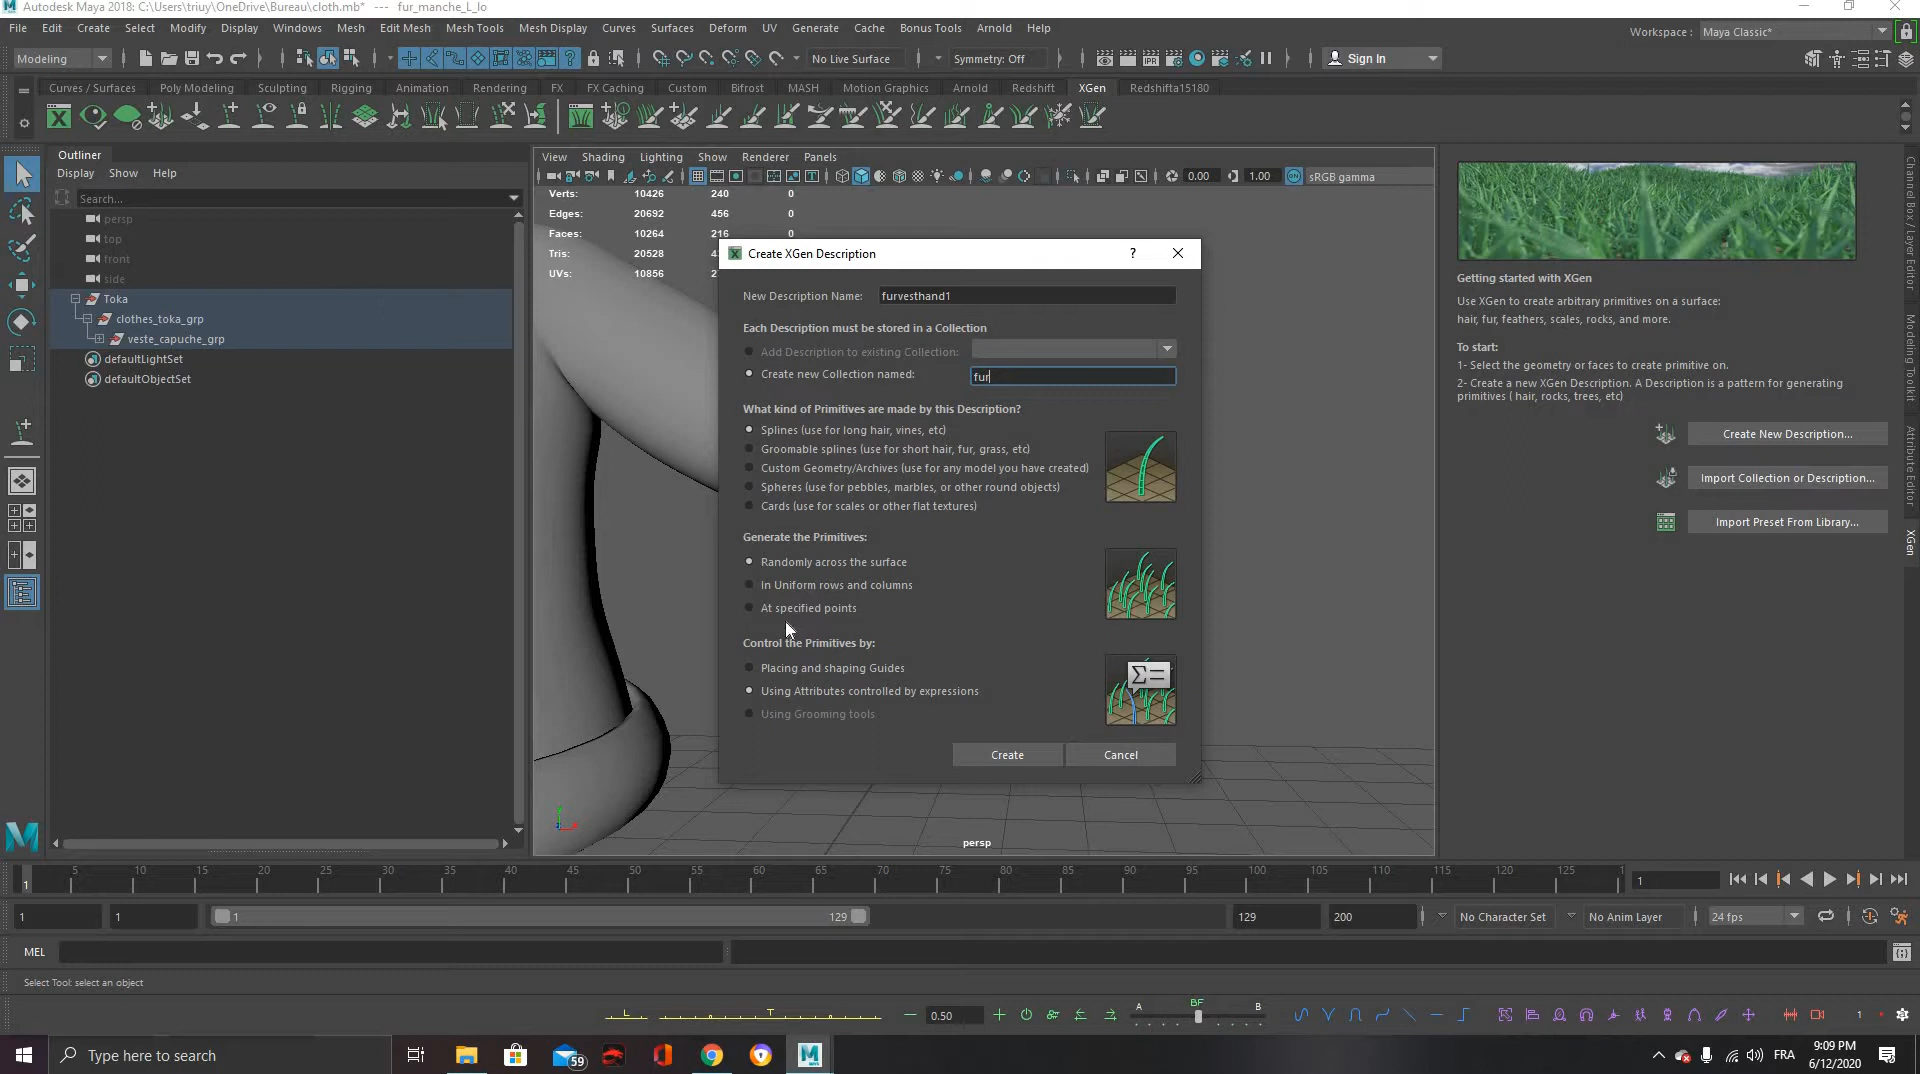 Autodesk Maya 2018: C:\Users\triuy\OneDrive\Bureau\cloth.mb*   ---   fur_manche_L_lo
File Edit Create Select Modify Display Windows Mesh Edit Mesh Mesh Tools Mesh Display Curves Surfaces Deform UV Generate Cache Bonus Tools Arnold Help
Workspace : Maya Classic*
Modeling No Live Surface Symmetry: Off Sign In
Curves / Surfaces Poly Modeling Sculpting Rigging Animation Rendering FX FX Caching Custom Bifrost MASH Motion Graphics Arnold Redshift XGen Redshifta15180
Outliner
Display Show Help
Search...
persp
top
front
side
Toka
clothes_toka_grp
veste_capuche_grp
defaultLightSet
defaultObjectSet
View Shading Lighting Show Renderer Panels
0.00 1.00 sRGB gamma
Verts: 10426 240 0
Edges: 20692 456 0
Faces: 10264 216 0
Tris: 20528
UVs: 10856
persp
Create XGen Description ?
New Description Name: furvesthand1
Each Description must be stored in a Collection
Add Description to existing Collection:
Create new Collection named: fur
What kind of Primitives are made by this Description?
Splines (use for long hair, vines, etc)
Groomable splines (use for short hair, fur, grass, etc)
Custom Geometry/Archives (use for any model you have created)
Spheres (use for pebbles, marbles, or other round objects)
Cards (use for scales or other flat textures)
Generate the Primitives:
Randomly across the surface
In Uniform rows and columns
At specified points
Control the Primitives by:
Placing and shaping Guides
Using Attributes controlled by expressions
Using Grooming tools
Create Cancel
Getting started with XGen
Use XGen to create arbitrary primitives on a surface:
hair, fur, feathers, scales, rocks, and more.
To start:
1- Select the geometry or faces to create primitive on.
2- Create a new XGen Description. A Description is a pattern for generating
primitives ( hair, rocks, trees, etc)
Create New Description...
Import Collection or Description...
Import Preset From Library...
Channel Box / Layer Editor
Modeling Toolkit
Attribute Editor
XGen
1 5 10 15 20 25 30 35 40 45 50 55 60 65 70 75 80 85 90 95 100 105 110 115 120 125 1
1
1 1 1 129 129 200 No Character Set No Anim Layer 24 fps
MEL
Select Tool: select an object
L T 0.50 A BF B 1
Type here to search
59
FRA
9:09 PM
6/12/2020